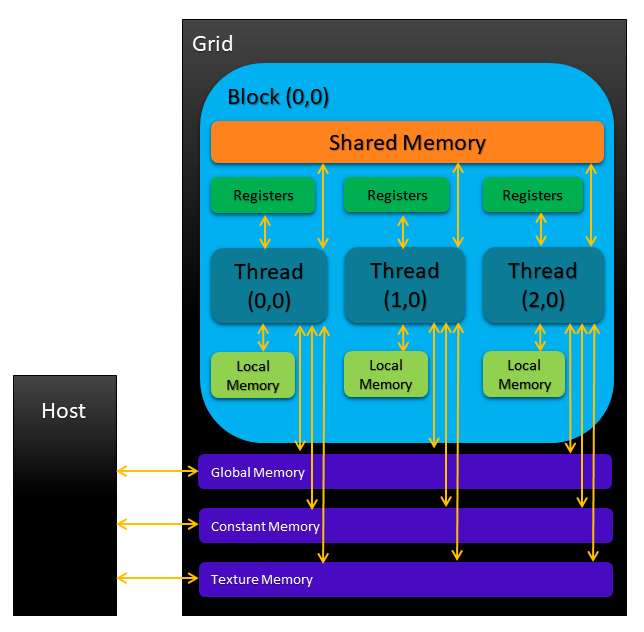 Grid
Block (0,0)
Shared Memory
Registers
Registers
Registers
Thread
(0,0)
Thread
(1,0)
Thread
(2,0)
Local
Memory
Local
Memory
Local
Memory
Host
Global Memory
Constant Memory
Texture Memory